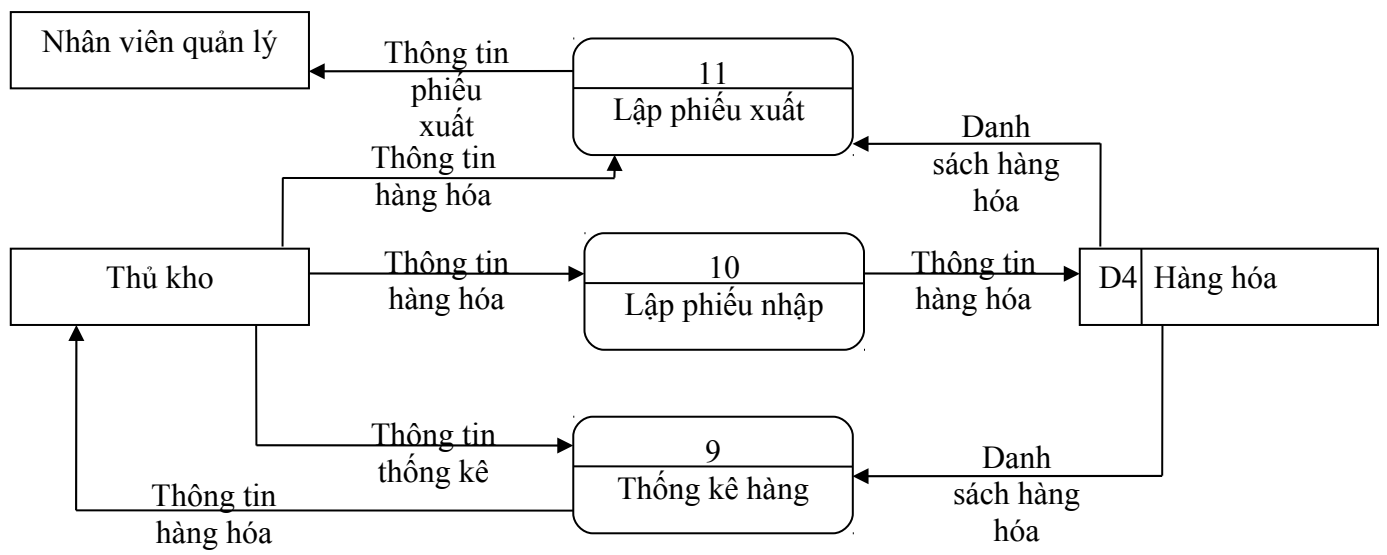 Nhân viên quản lý
Thông tin
phiếu
xuất
11
Lập phiếu xuất
Thông tin
hàng hóa
Danh
sách hàng
hóa
Thủ kho
Thông tin
hàng hóa
10
Lập phiếu nhập
Thông tin
hàng hóa
D4 Hàng hóa
Thông tin
thống kê
9
Thống kê hàng
Danh
sách hàng
hóa
Thông tin
hàng hóa